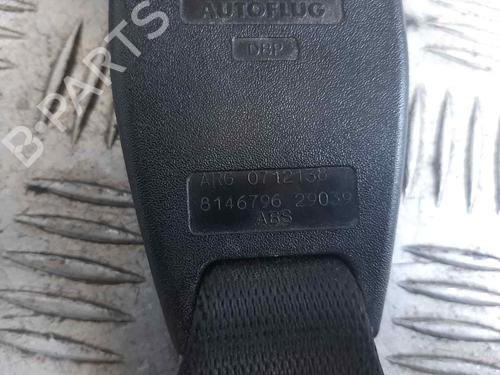 AUTOFLUG
DBP
ARG 0712138
8146796 29039
ABS
B-PARTS